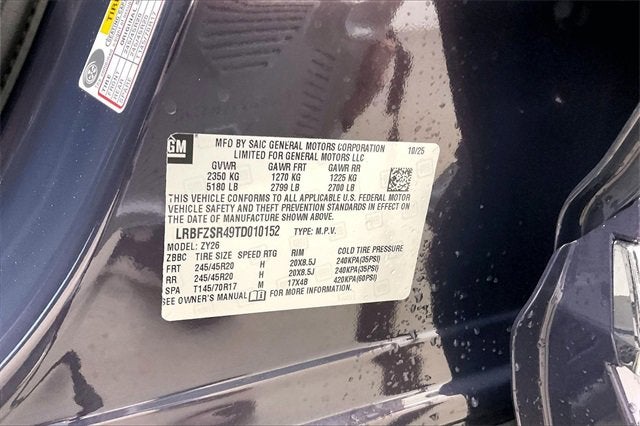 GM
MFD BY SAIC GENERAL MOTORS CORPORATION 10/25
LIMITED FOR GENERAL MOTORS LLC
GVWR GAWR FRT GAWR RR
2350 KG 1270 KG 1225 KG
5180 LB 2799 LB 2700 LB
THIS VEHICLE CONFORMS TO ALL APPLICABLE U.S. FEDERAL MOTOR
VEHICLE SAFETY AND THEFT PREVENTION STANDARDS IN EFFECT ON
THE DATE OF MANUFACTURE SHOWN ABOVE.
LRBFZSR49TD010152 TYPE: M.P.V.
MODEL: ZY26
ZBBC TIRE SIZE SPEED RTG RIM COLD TIRE PRESSURE
FRT 245/45R20 H 20X8.5J 240KPA(35PSI)
RR 245/45R20 H 20X8.5J 240KPA(35PSI)
SPA T145/70R17 M 17X4B 420KPA(60PSI)
SEE OWNER'S MANUAL FOR MORE INFORMATION.